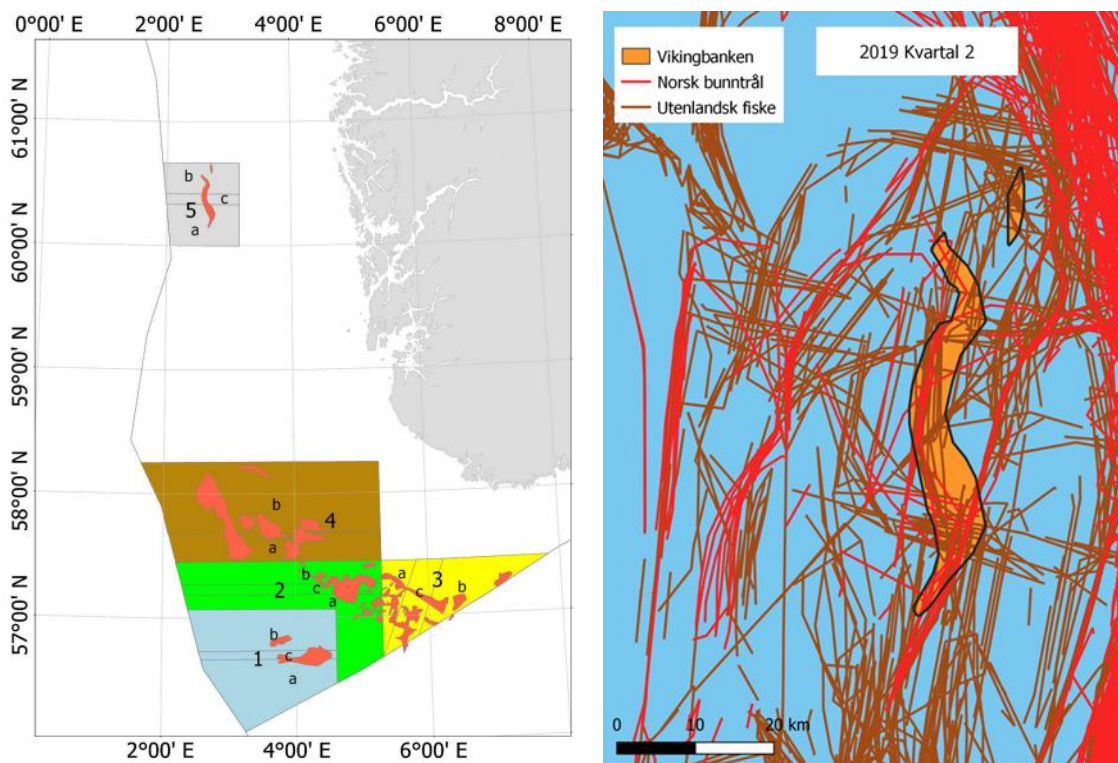 0°00' E 2°00' E 4°00' E 6°00' E 8°00' E
61°00' N
60°00' N
59°00' N
58°00' N
57°00' N
b
c
5
a
b
4
a
b
2
c
a
a
3
c
b
b
1
c
a
2°00' E 4°00' E 6°00' E
Vikingbanken
Norsk bunntrål
Utenlandsk fiske
2019 Kvartal 2
0 10 20 km